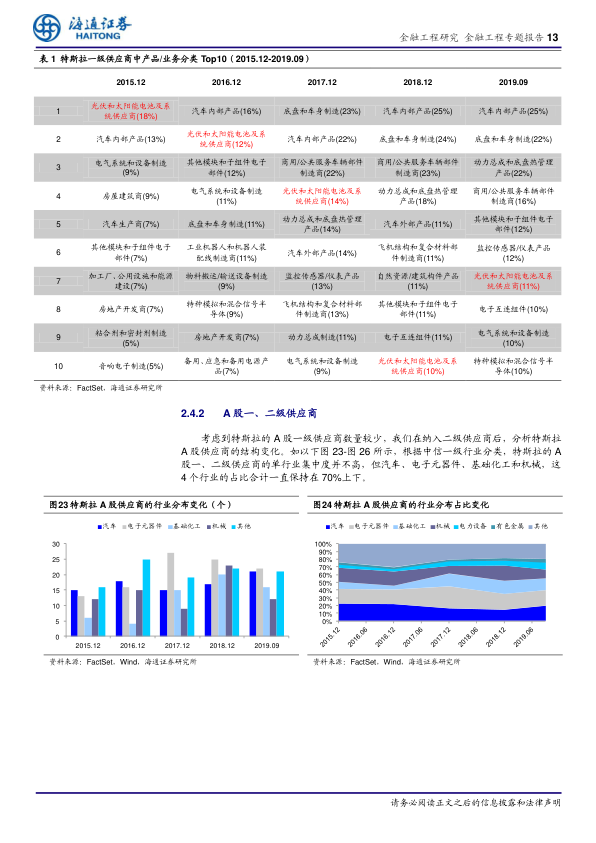 海通证券
HAITONG
金融工程研究 金融工程专题报告 13
表 1 特斯拉一级供应商中产品/业务分类 Top10（2015.12-2019.09）
2015.12 2016.12 2017.12 2018.12 2019.09
1 光伏和太阳能电池及系统供应商(18%) 汽车内部产品(16%) 底盘和车身制造(23%) 汽车内部产品(25%) 汽车内部产品(25%)
2 汽车内部产品(13%) 光伏和太阳能电池及系统供应商(12%) 汽车内部产品(22%) 底盘和车身制造(24%) 底盘和车身制造(22%)
3 电气系统和设备制造(9%) 其他模块和子组件电子部件(12%) 商用/公共服务车辆部件制造商(22%) 商用/公共服务车辆部件制造商(23%) 动力总成和底盘热管理产品(22%)
4 房屋建筑商(9%) 电气系统和设备制造(11%) 光伏和太阳能电池及系统供应商(14%) 动力总成和底盘热管理产品(18%) 商用/公共服务车辆部件制造商(16%)
5 汽车生产商(7%) 底盘和车身制造(11%) 动力总成和底盘热管理产品(14%) 汽车外部产品(11%) 其他模块和子组件电子部件(12%)
6 其他模块和子组件电子部件(7%) 工业机器人和机器人装配线制造商(11%) 汽车外部产品(14%) 飞机结构和复合材料部件制造商(11%) 监控传感器/仪表产品(12%)
7 加工厂、公用设施和能源建设(7%) 物料搬运/输送设备制造(9%) 监控传感器/仪表产品(13%) 自然资源/建筑构件产品(11%) 光伏和太阳能电池及系统供应商(11%)
8 房地产开发商(7%) 特种模拟和混合信号半导体(9%) 飞机结构和复合材料部件制造商(13%) 其他模块和子组件电子部件(11%) 电子互连组件(10%)
9 粘合剂和密封剂制造(5%) 房地产开发商(7%) 动力总成制造(11%) 电子互连组件(11%) 电气系统和设备制造(10%)
10 音响电子制造(5%) 备用、应急和备用电源产品(7%) 电气系统和设备制造(9%) 光伏和太阳能电池及系统供应商(10%) 特种模拟和混合信号半导体(10%)
资料来源：FactSet，海通证券研究所
2.4.2 A 股一、二级供应商
考虑到特斯拉的 A 股一级供应商数量较少，我们在纳入二级供应商后，分析特斯拉
A 股供应商的结构变化。如以下图 23-图 26 所示，根据中信一级行业分类，特斯拉的 A
股一、二级供应商的单行业集中度并不高，但汽车、电子元器件、基础化工和机械，这
4 个行业的占比合计一直保持在 70%上下。
图23 特斯拉 A 股供应商的行业分布变化（个）
汽车 电子元器件 基础化工 机械 其他
30
25
20
15
10
5
0
2015.12 2016.12 2017.12 2018.12 2019.09
资料来源：FactSet，Wind，海通证券研究所
图24 特斯拉 A 股供应商的行业分布占比变化
汽车 电子元器件 基础化工 机械 电力设备 有色金属 其他
100%
90%
80%
70%
60%
50%
40%
30%
20%
10%
0%
2015.12 2016.06 2016.12 2017.06 2017.12 2018.06 2018.12 2019.06
资料来源：FactSet，Wind，海通证券研究所
请务必阅读正文之后的信息披露和法律声明